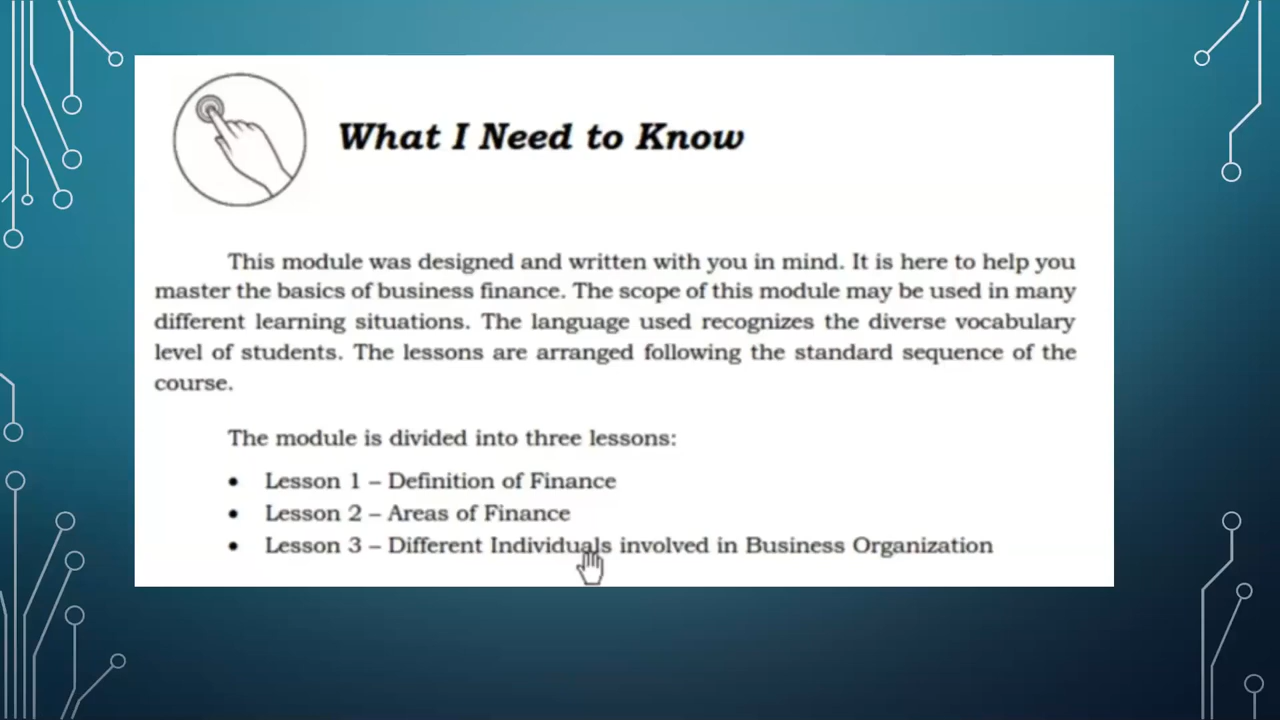 What I Need to Know
This module was designed and written with you in mind. It is here to help you
master the basics of business finance. The scope of this module may be used in many
different learning situations. The language used recognizes the diverse vocabulary
level of students. The lessons are arranged following the standard sequence of the
course.
The module is divided into three lessons:
• Lesson 1 – Definition of Finance
• Lesson 2 – Areas of Finance
• Lesson 3 – Different Individuals involved in Business Organization